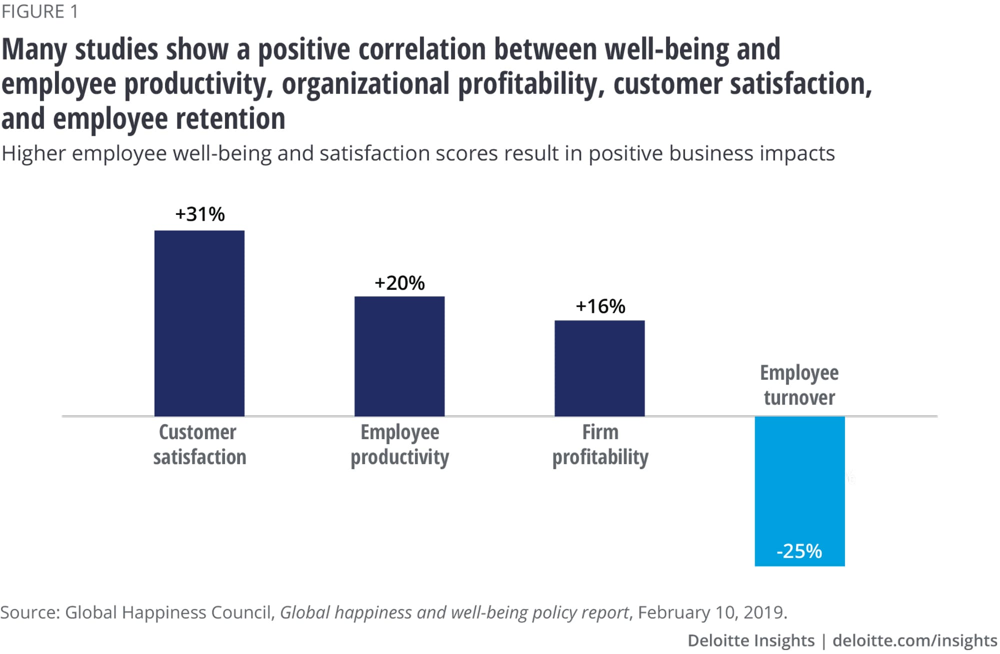 FIGURE 1
Many studies show a positive correlation between well-being and
employee productivity, organizational profitability, customer satisfaction,
and employee retention
Higher employee well-being and satisfaction scores result in positive business impacts
+31%
+20%
+16%
Employee
turnover
Customer
satisfaction
Employee
productivity
Firm
profitability
-25%
Source: Global Happiness Council, Global happiness and well-being policy report, February 10, 2019.
Deloitte Insights | deloitte.com/insights